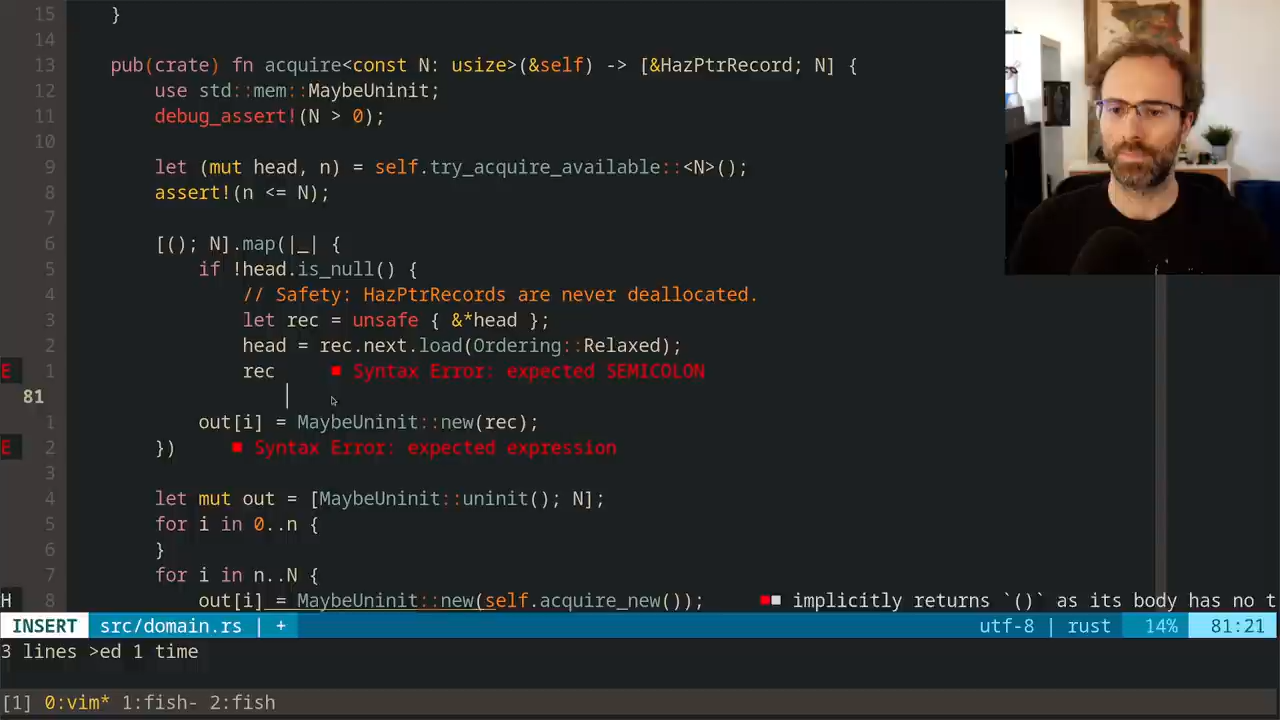 15 }
14
13 pub(crate) fn acquire<const N: usize>(&self) -> [&HazPtrRecord; N] {
12 use std::mem::MaybeUninit;
11 debug_assert!(N > 0);
10
9 let (mut head, n) = self.try_acquire_available::<N>();
8 assert!(n <= N);
7
6 [(); N].map(|_| {
5 if !head.is_null() {
4 // Safety: HazPtrRecords are never deallocated.
3 let rec = unsafe { &*head };
2 head = rec.next.load(Ordering::Relaxed);
E 1 rec ■ Syntax Error: expected SEMICOLON
81
1 out[i] = MaybeUninit::new(rec);
E 2 }) ■ Syntax Error: expected expression
3
4 let mut out = [MaybeUninit::uninit(); N];
5 for i in 0..n {
6 }
7 for i in n..N {
H 8 out[i] = MaybeUninit::new(self.acquire_new()); ■■ implicitly returns `()` as its body has no t
INSERT src/domain.rs | + utf-8 | rust 14% 81:21
3 lines >ed 1 time
[1] 0:vim* 1:fish- 2:fish